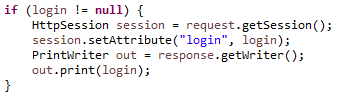 if (login != null) {
    HttpSession session = request.getSession();
    session.setAttribute("login", login);
    PrintWriter out = response.getWriter();
    out.print(login);
}